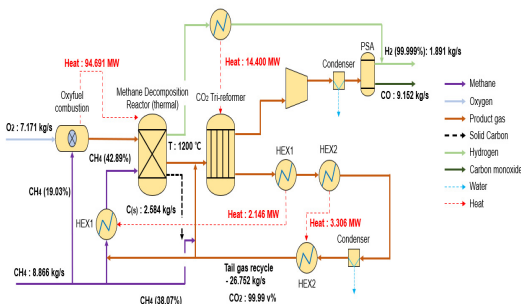 PSA
H₂ (99.999%): 1.891 kg/s
Heat : 94.691 MW
Heat : 14.400 MW
Condenser
Methane Decomposition
Reactor (thermal)
CO₂ Tri-reformer
Oxyfuel
combustion
CO : 9.152 kg/s
Methane
Oxygen
Product gas
Solid Carbon
Hydrogen
Carbon monoxide
Water
Heat
O₂ : 7.171 kg/s
T : 1200 ℃
CH4 (42.89%)
HEX1
HEX2
CH4 (19.03%)
C(s) : 2.584 kg/s
Heat : 2.146 MW
HEX1
Heat : 3.306 MW
Condenser
Tail gas recycle
- 26.752 kg/s
HEX2
CH4 : 8.866 kg/s
CO₂ : 99.99 v%
CH4 (38.07%)